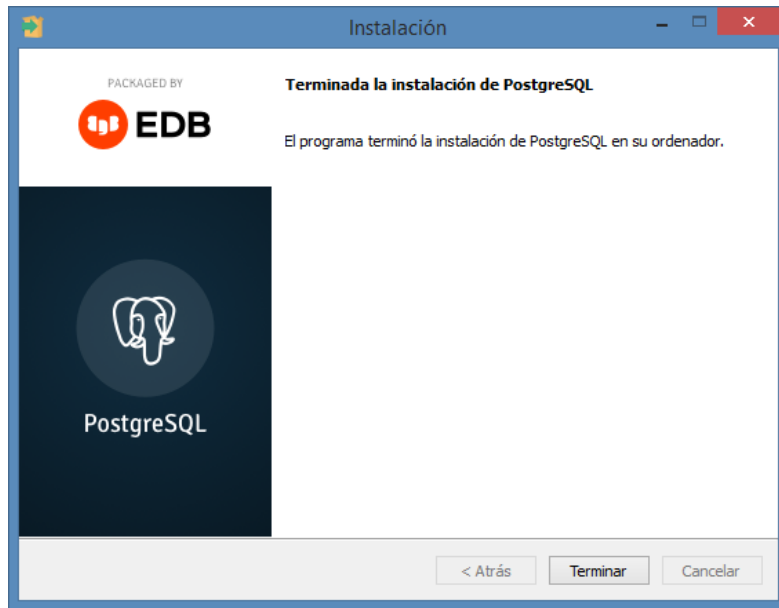 Instalación
PACKAGED BY
EDB
PostgreSQL
Terminada la instalación de PostgreSQL
El programa terminó la instalación de PostgreSQL en su ordenador.
< Atrás
Terminar
Cancelar